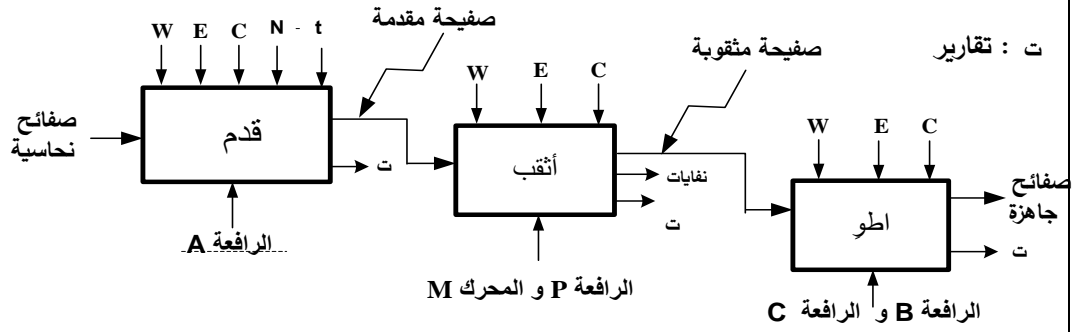 صفيحة مقدمة
W E C N - t
صفائح
نحاسية
قدم
ت
الرافعة A
صفيحة مثقوبة
W E C
أثقب
نفايات
ت
الرافعة P و المحرك M
ت : تقارير
W E C
اطو
صفائح
جاهزة
ت
الرافعة B و الرافعة C